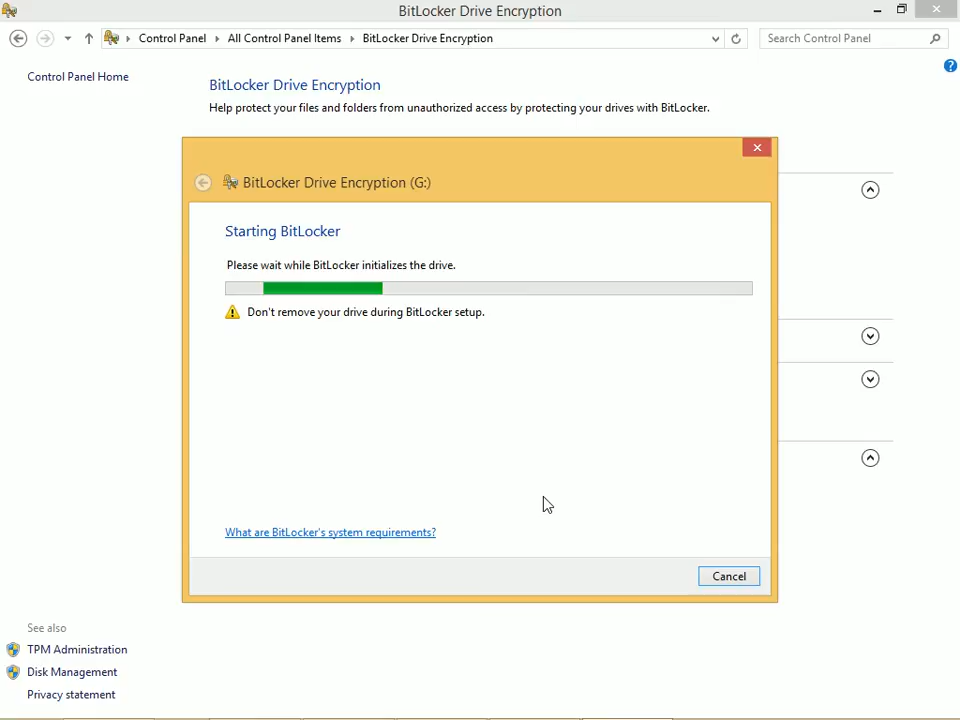 BitLocker Drive Encryption
Control Panel
All Control Panel Items
BitLocker Drive Encryption
Search Control Panel
Control Panel Home
BitLocker Drive Encryption
Help protect your files and folders from unauthorized access by protecting your drives with BitLocker.
BitLocker Drive Encryption (G:)
Starting BitLocker
Please wait while BitLocker initializes the drive.
Don't remove your drive during BitLocker setup.
What are BitLocker's system requirements?
Cancel
See also
TPM Administration
Disk Management
Privacy statement